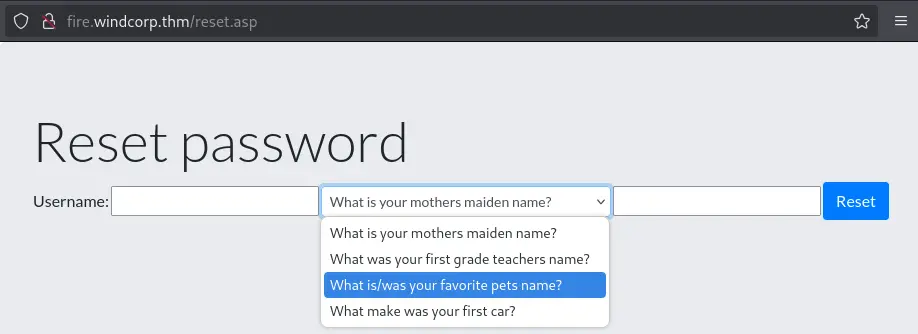 fire.windcorp.thm/reset.asp
Reset password
Username: What is your mothers maiden name? Reset
What is your mothers maiden name?
What was your first grade teachers name?
What is/was your favorite pets name?
What make was your first car?